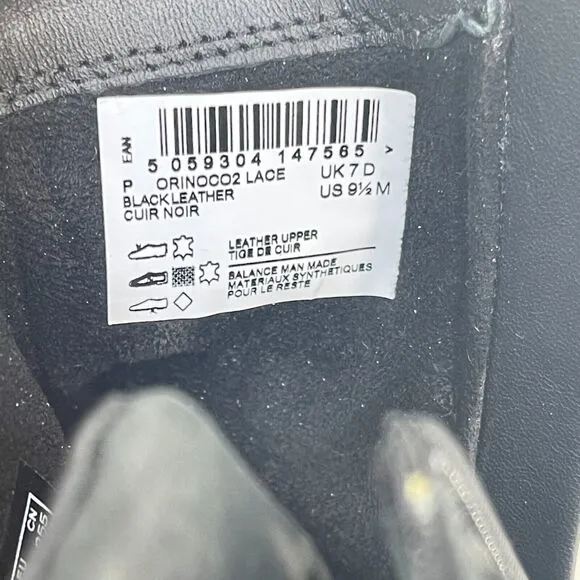 EAN
5 059304 147565 >
P ORINOCO2 LACE UK 7 D
BLACK LEATHER US 9½ M
CUIR NOIR
LEATHER UPPER
TIGE DE CUIR
BALANCE MAN MADE
MATERIAUX SYNTHETIQUES
POUR LE RESTE
CN